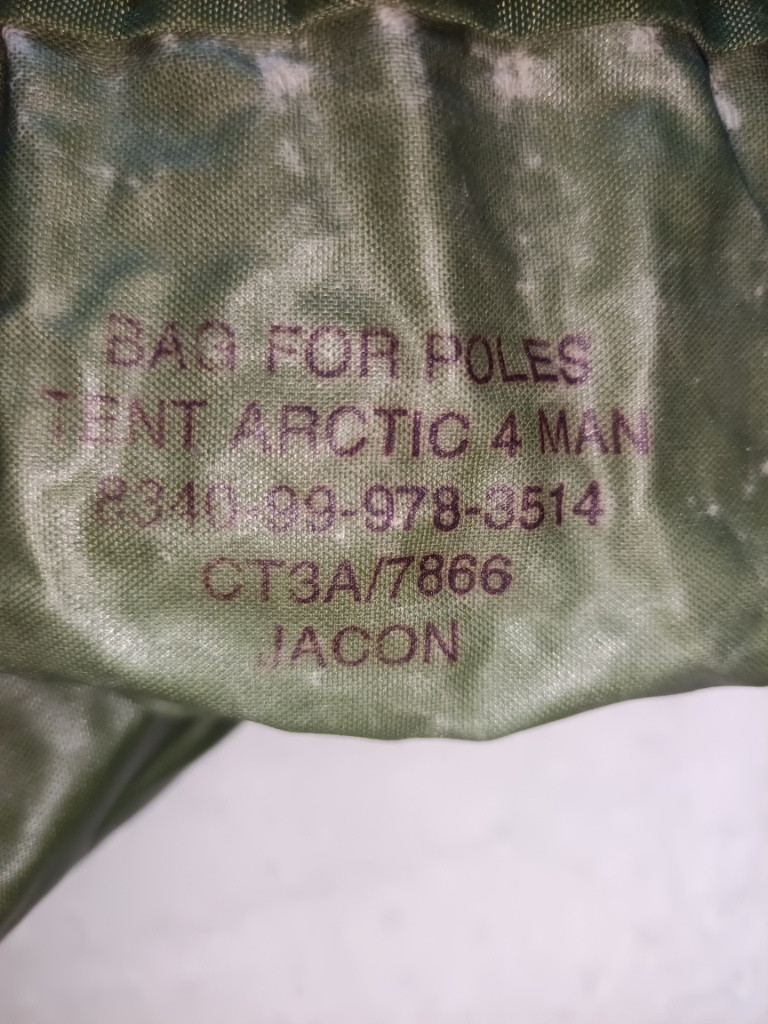 BAG FOR POLES
TENT ARCTIC 4 MAN
8340-99-978-3514
CT3A/7866
JACON